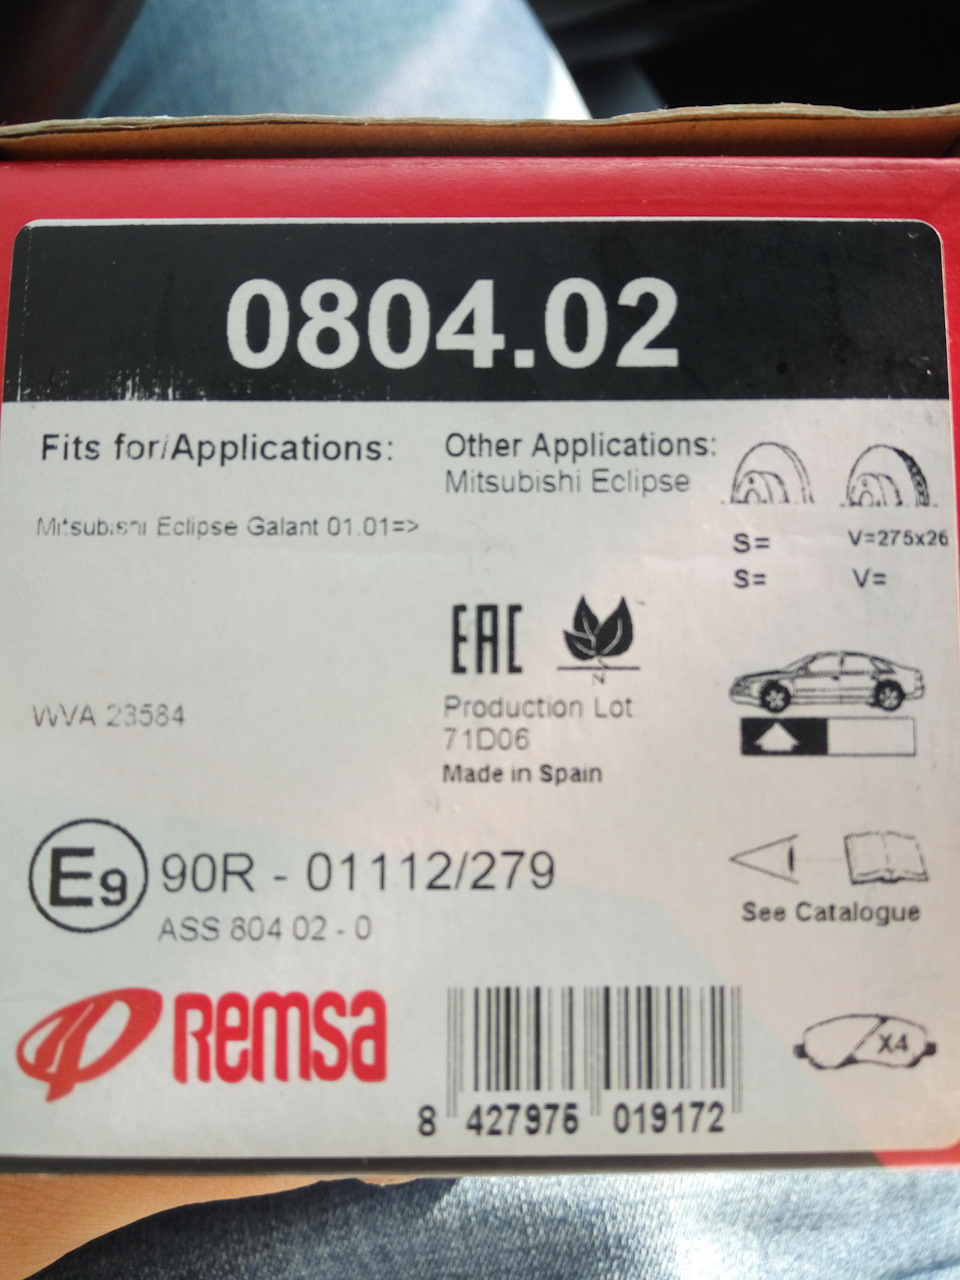 0804.02
Fits for/Applications:
Mitsubishi Eclipse Galant 01.01=>
Other Applications:
Mitsubishi Eclipse
S= V=275x26
S= V=
EAC
N
WVA 23584
Production Lot
71D06
Made in Spain
E9 90R - 01112/279
ASS 804 02 - 0
See Catalogue
REMSA
X4
8 427976 019172